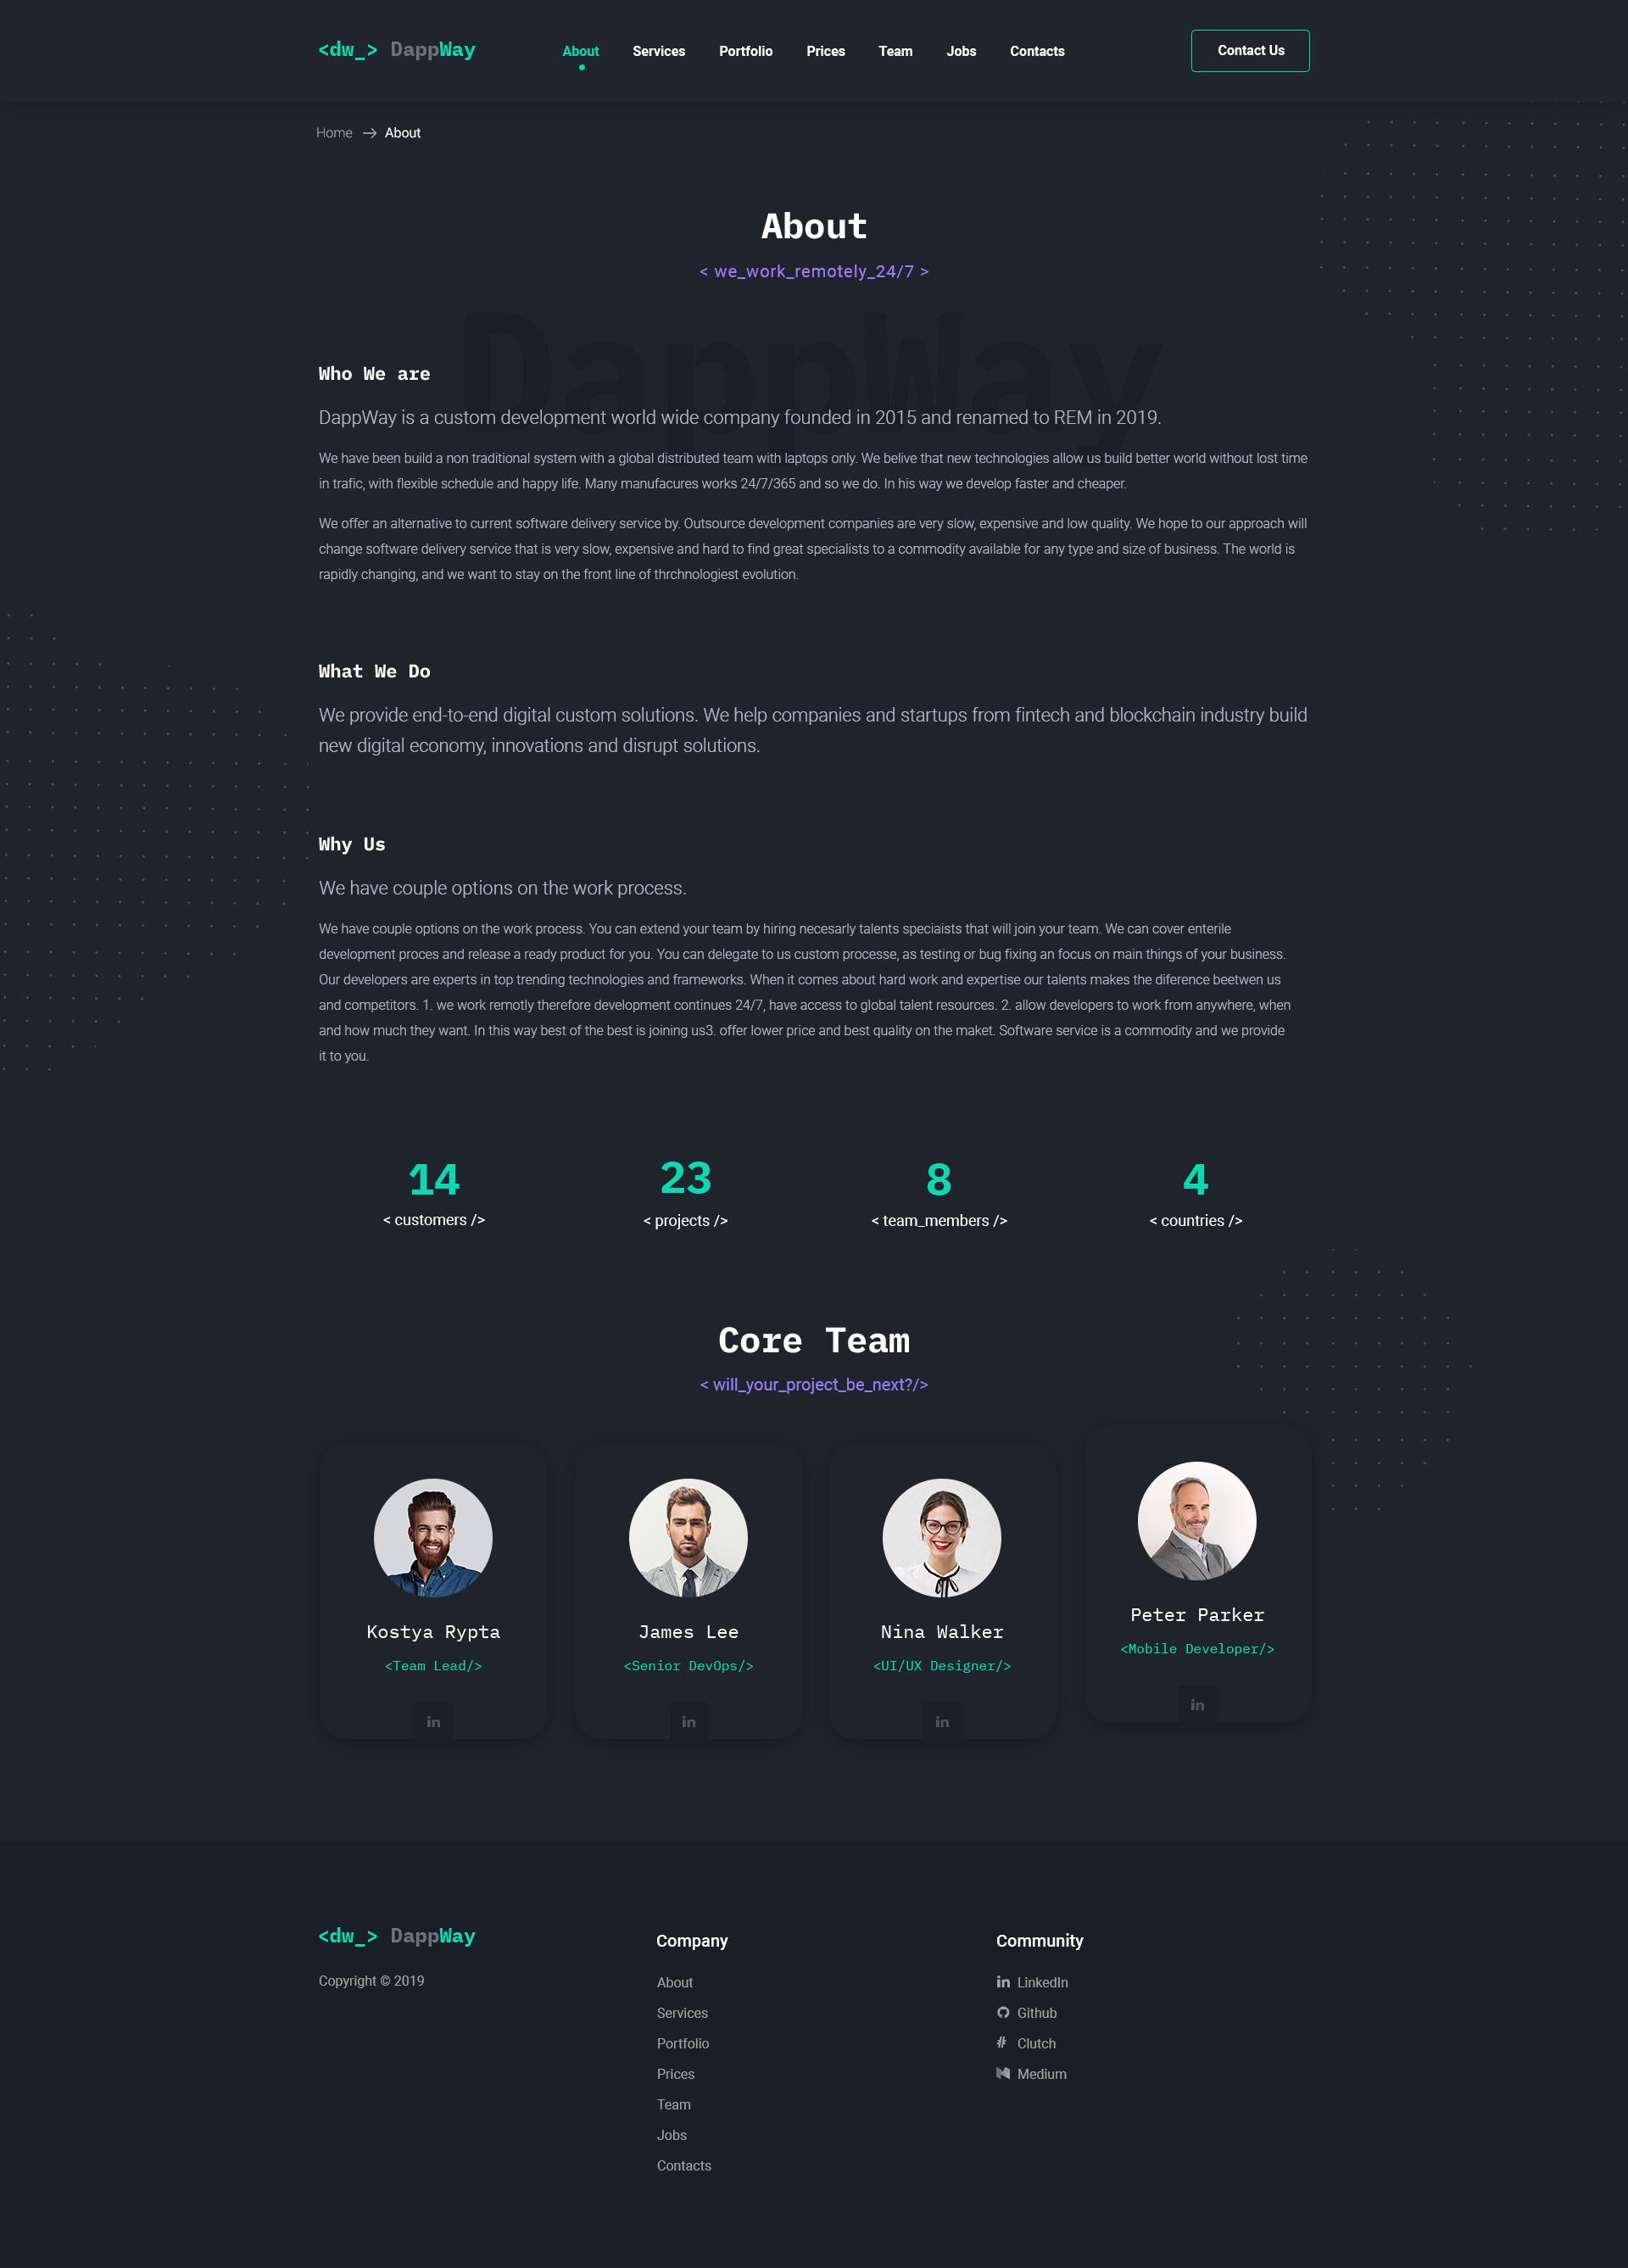 <dw_> DappWay
About Services Portfolio Prices Team Jobs Contacts
Contact Us
Home → About
About
< we_work_remotely_24/7 >
DappWay
Who We are
DappWay is a custom development world wide company founded in 2015 and renamed to REM in 2019.
We have been build a non traditional system with a global distributed team with laptops only. We belive that new technologies allow us build better world without lost time
in trafic, with flexible schedule and happy life. Many manufacures works 24/7/365 and so we do. In his way we develop faster and cheaper.
We offer an alternative to current software delivery service by. Outsource development companies are very slow, expensive and low quality. We hope to our approach will
change software delivery service that is very slow, expensive and hard to find great specialists to a commodity available for any type and size of business. The world is
rapidly changing, and we want to stay on the front line of thrchnologiest evolution.
What We Do
We provide end-to-end digital custom solutions. We help companies and startups from fintech and blockchain industry build
new digital economy, innovations and disrupt solutions.
Why Us
We have couple options on the work process.
We have couple options on the work process. You can extend your team by hiring necesarly talents speciaists that will join your team. We can cover enterile
development proces and release a ready product for you. You can delegate to us custom processe, as testing or bug fixing an focus on main things of your business.
Our developers are experts in top trending technologies and frameworks. When it comes about hard work and expertise our talents makes the diference beetwen us
and competitors. 1. we work remotly therefore development continues 24/7, have access to global talent resources. 2. allow developers to work from anywhere, when
and how much they want. In this way best of the best is joining us3. offer lower price and best quality on the maket. Software service is a commodity and we provide
it to you.
14 23 8 4
< customers /> < projects /> < team_members /> < countries />
Core Team
< will_your_project_be_next?/>
Kostya Rypta
<Team Lead/>
in
James Lee
<Senior DevOps/>
in
Nina Walker
<UI/UX Designer/>
in
Peter Parker
<Mobile Developer/>
in
<dw_> DappWay
Copyright © 2019
Company
About
Services
Portfolio
Prices
Team
Jobs
Contacts
Community
in LinkedIn
Github
# Clutch
Medium